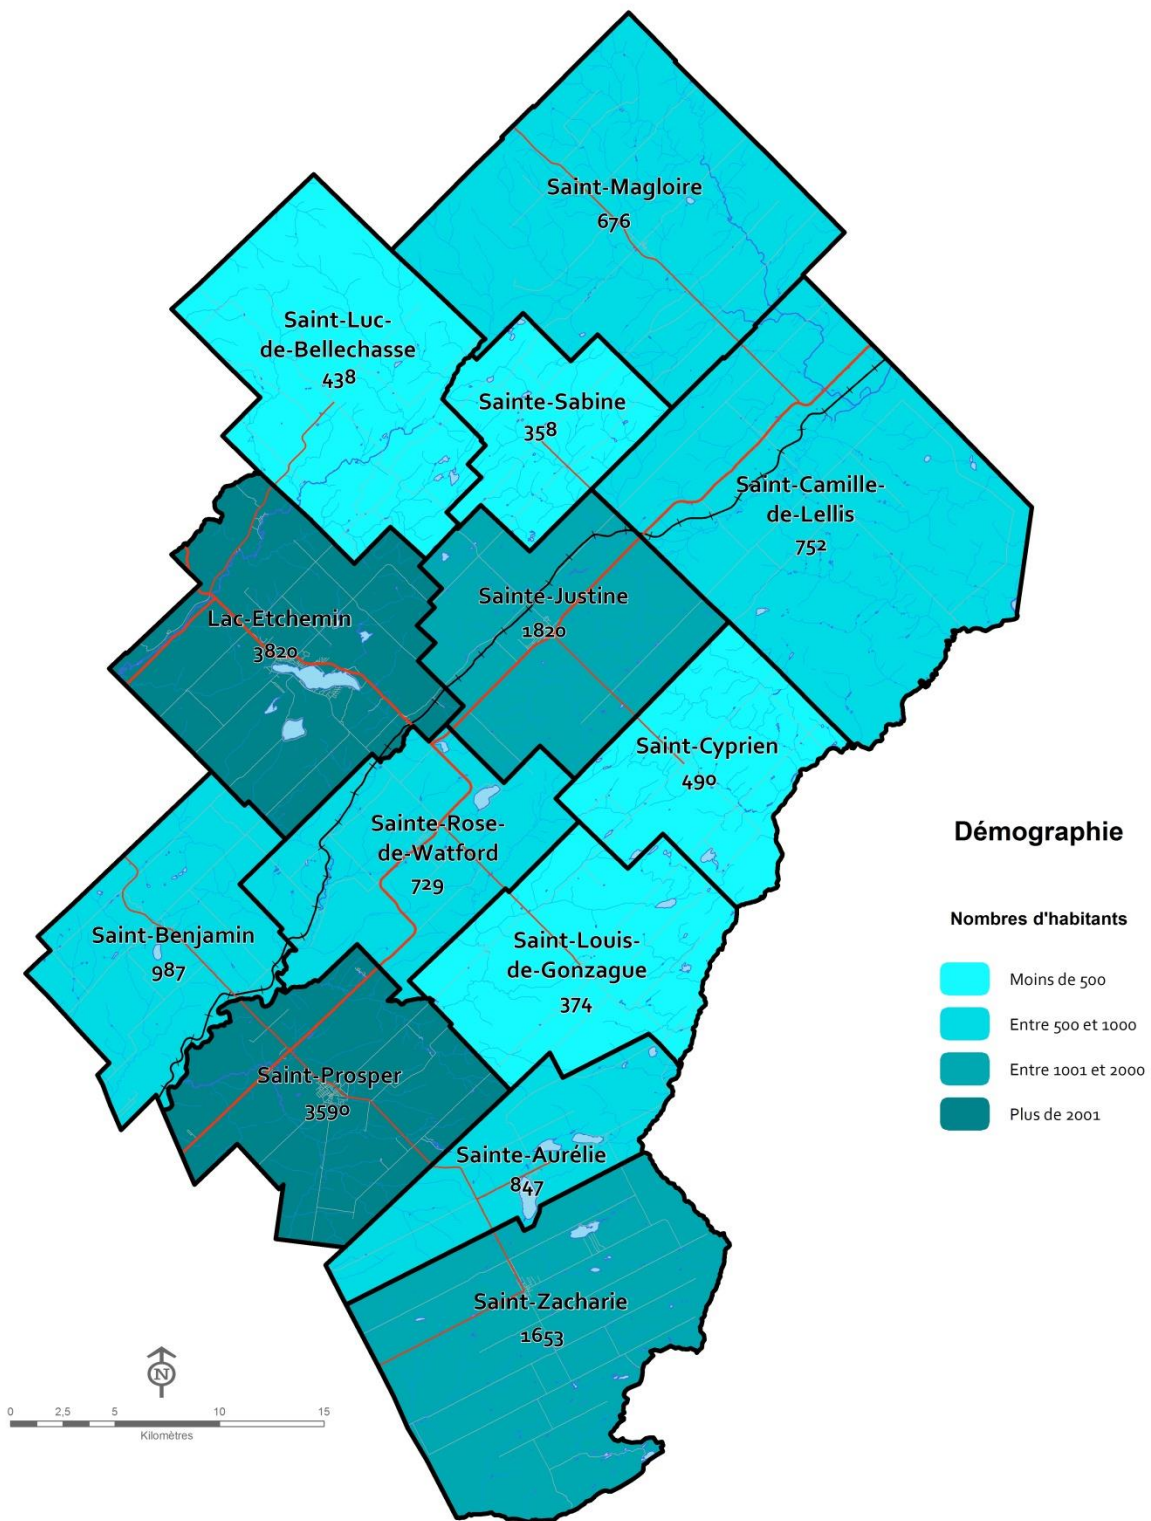 Saint-Magloire
676
Saint-Luc-
de-Bellechasse
438
Sainte-Sabine
358
Saint-Camille-
de-Lellis
752
Sainte-Justine
1820
Lac-Etchemin
3820
Saint-Cyprien
490
Sainte-Rose-
de-Watford
729
Saint-Benjamin
987
Saint-Louis-
de-Gonzague
374
Saint-Prosper
3590
Sainte-Aurélie
847
Saint-Zacharie
1653
Démographie
Nombres d'habitants
Moins de 500
Entre 500 et 1000
Entre 1001 et 2000
Plus de 2001
N
0 2,5 5 10 15
Kilomètres